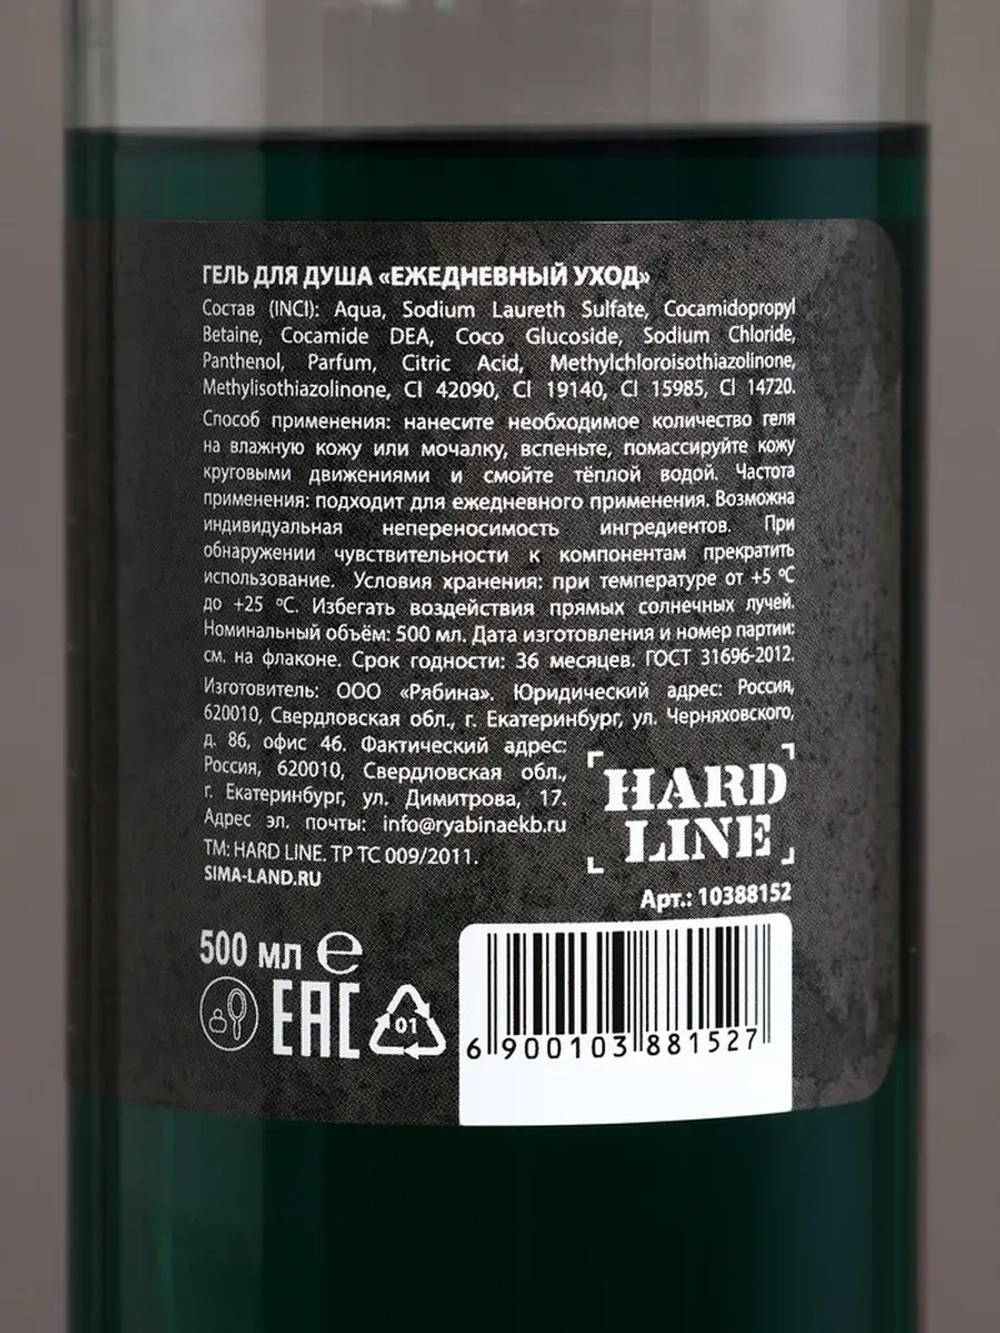 ГЕЛЬ ДЛЯ ДУША «ЕЖЕДНЕВНЫЙ УХОД»
Состав (INCI): Aqua, Sodium Laureth Sulfate, Cocamidopropyl
Betaine, Cocamide DEA, Coco Glucoside, Sodium Chloride,
Panthenol, Parfum, Citric Acid, Methylchloroisothiazolinone,
Methylisothiazolinone, Cl 42090, Cl 19140, Cl 15985, Cl 14720.
Способ применения: нанесите необходимое количество геля
на влажную кожу или мочалку, вспеньте, помассируйте кожу
круговыми движениями и смойте тёплой водой. Частота
применения: подходит для ежедневного применения. Возможна
индивидуальная непереносимость ингредиентов. При
обнаружении чувствительности к компонентам прекратить
использование. Условия хранения: при температуре от +5 ºС
до +25 ºС. Избегать воздействия прямых солнечных лучей.
Номинальный объём: 500 мл. Дата изготовления и номер партии:
см. на флаконе. Срок годности: 36 месяцев. ГОСТ 31696-2012.
Изготовитель: ООО «Рябина». Юридический адрес: Россия,
620010, Свердловская обл., г. Екатеринбург, ул. Черняховского,
д. 86, офис 46. Фактический адрес:
Россия, 620010, Свердловская обл.,
г. Екатеринбург, ул. Димитрова, 17.
Адрес эл. почты: info@ryabinaekb.ru
ТМ: HARD LINE. ТР ТС 009/2011.
SIMA-LAND.RU
HARD
LINE
Арт.: 10388152
500 мл ℮
EAC
01
6 900103 881527